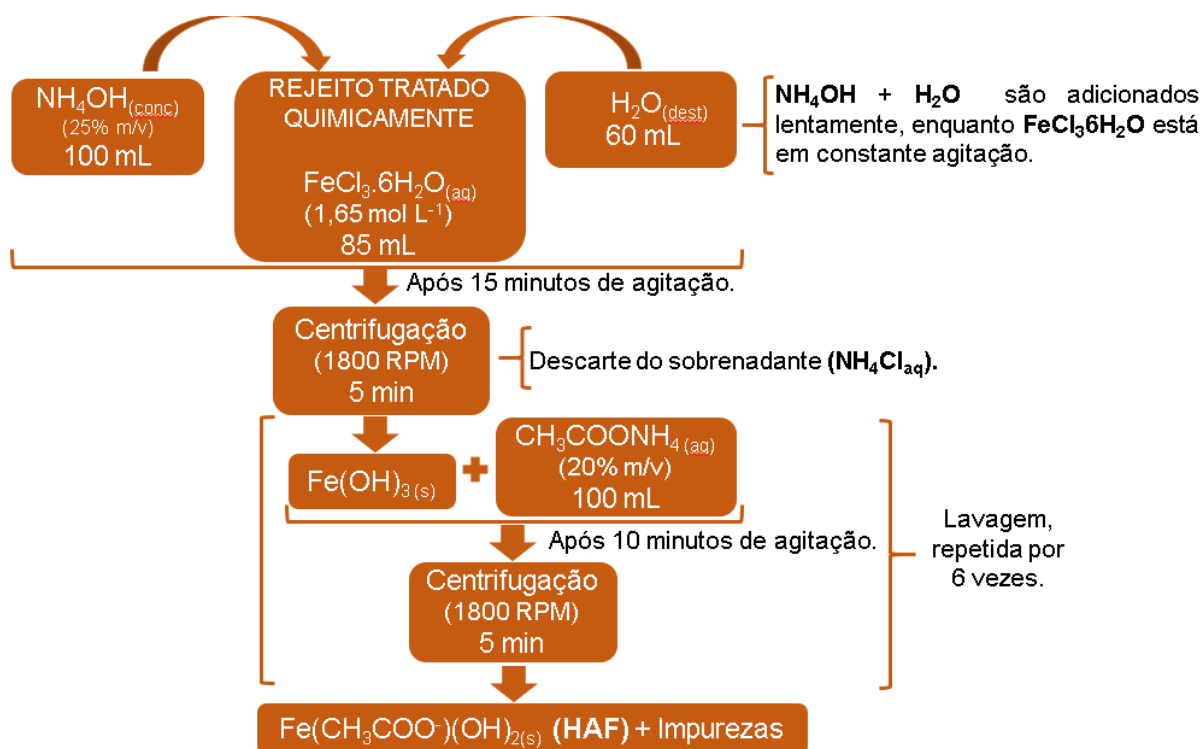 NH₄OH(conc)
(25% m/v)
100 mL
REJEITO TRATADO
QUIMICAMENTE
FeCl₃.6H₂O(aq)
(1,65 mol L⁻¹)
85 mL
H₂O(dest)
60 mL
NH₄OH + H₂O são adicionados
lentamente, enquanto FeCl₃6H₂O está
em constante agitação.
Após 15 minutos de agitação.
Centrifugação
(1800 RPM)
5 min
Descarte do sobrenadante (NH₄Claq).
Fe(OH)₃(s)
CH₃COONH₄(aq)
(20% m/v)
100 mL
Após 10 minutos de agitação.
Centrifugação
(1800 RPM)
5 min
Lavagem,
repetida por
6 vezes.
Fe(CH₃COO⁻)(OH)₂(s) (HAF) + Impurezas